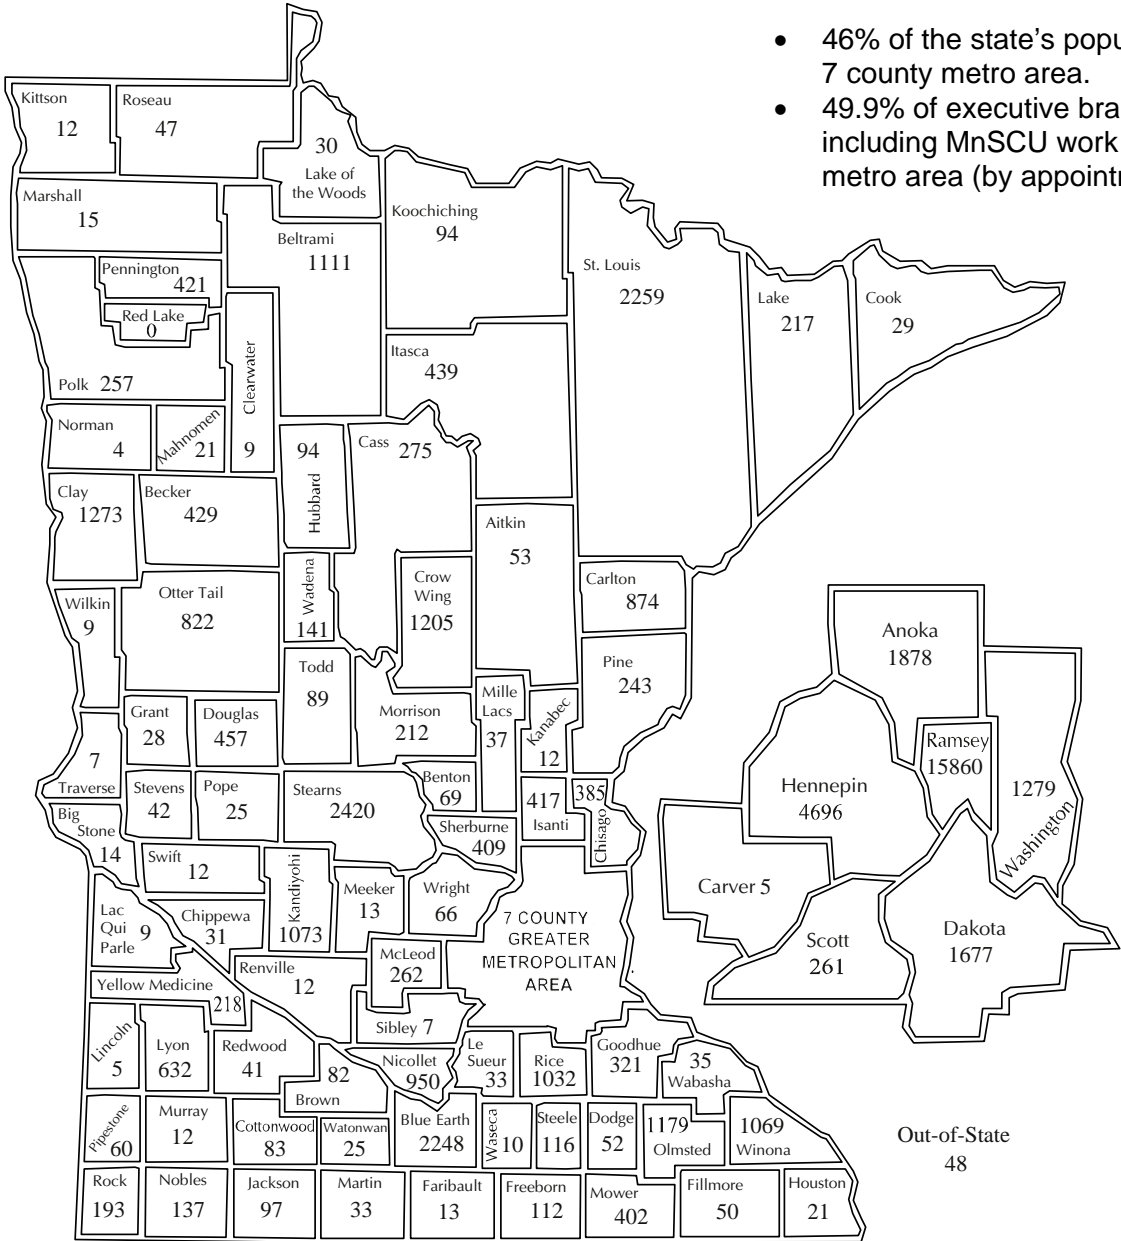 • 46% of the state's popu
7 county metro area.
• 49.9% of executive bra
including MnSCU work
metro area (by appoint
Kittson
12
Roseau
47
30
Lake of
the Woods
Marshall
15
Koochiching
94
Beltrami
1111
St. Louis
2259
Pennington
421
Red Lake
0
Lake
217
Cook
29
Polk 257
Clearwater
9
Itasca
439
Norman
4
Mahnomen
21
94
Hubbard
Cass 275
Clay
1273
Becker
429
Aitkin
53
Wilkin
9
Otter Tail
822
Wadena
141
Crow
Wing
1205
Carlton
874
Todd
89
Pine
243
Mille
Lacs
37
Kanabec
12
Grant
28
Douglas
457
Morrison
212
7
Traverse
Stevens
42
Pope
25
Stearns
2420
Benton
69
417
Isanti
385
Chisago
Big
Stone
14
Sherburne
409
Swift
12
Kandiyohi
1073
Meeker
13
Wright
66
Lac
Qui
Parle
9
Chippewa
31
7 COUNTY
GREATER
METROPOLITAN
AREA
McLeod
262
Renville
12
Yellow Medicine
218
Sibley 7
Lincoln
5
Lyon
632
Redwood
41
82
Brown
Nicollet
950
Le
Sueur
33
Rice
1032
Goodhue
321
35
Wabasha
Pipestone
60
Murray
12
Cottonwood
83
Watonwan
25
Blue Earth
2248
Waseca
10
Steele
116
Dodge
52
1179
Olmsted
1069
Winona
Rock
193
Nobles
137
Jackson
97
Martin
33
Faribault
13
Freeborn
112
Mower
402
Fillmore
50
Houston
21
Anoka
1878
Ramsey
15860
Hennepin
4696
1279
Washington
Carver 5
Scott
261
Dakota
1677
Out-of-State
48